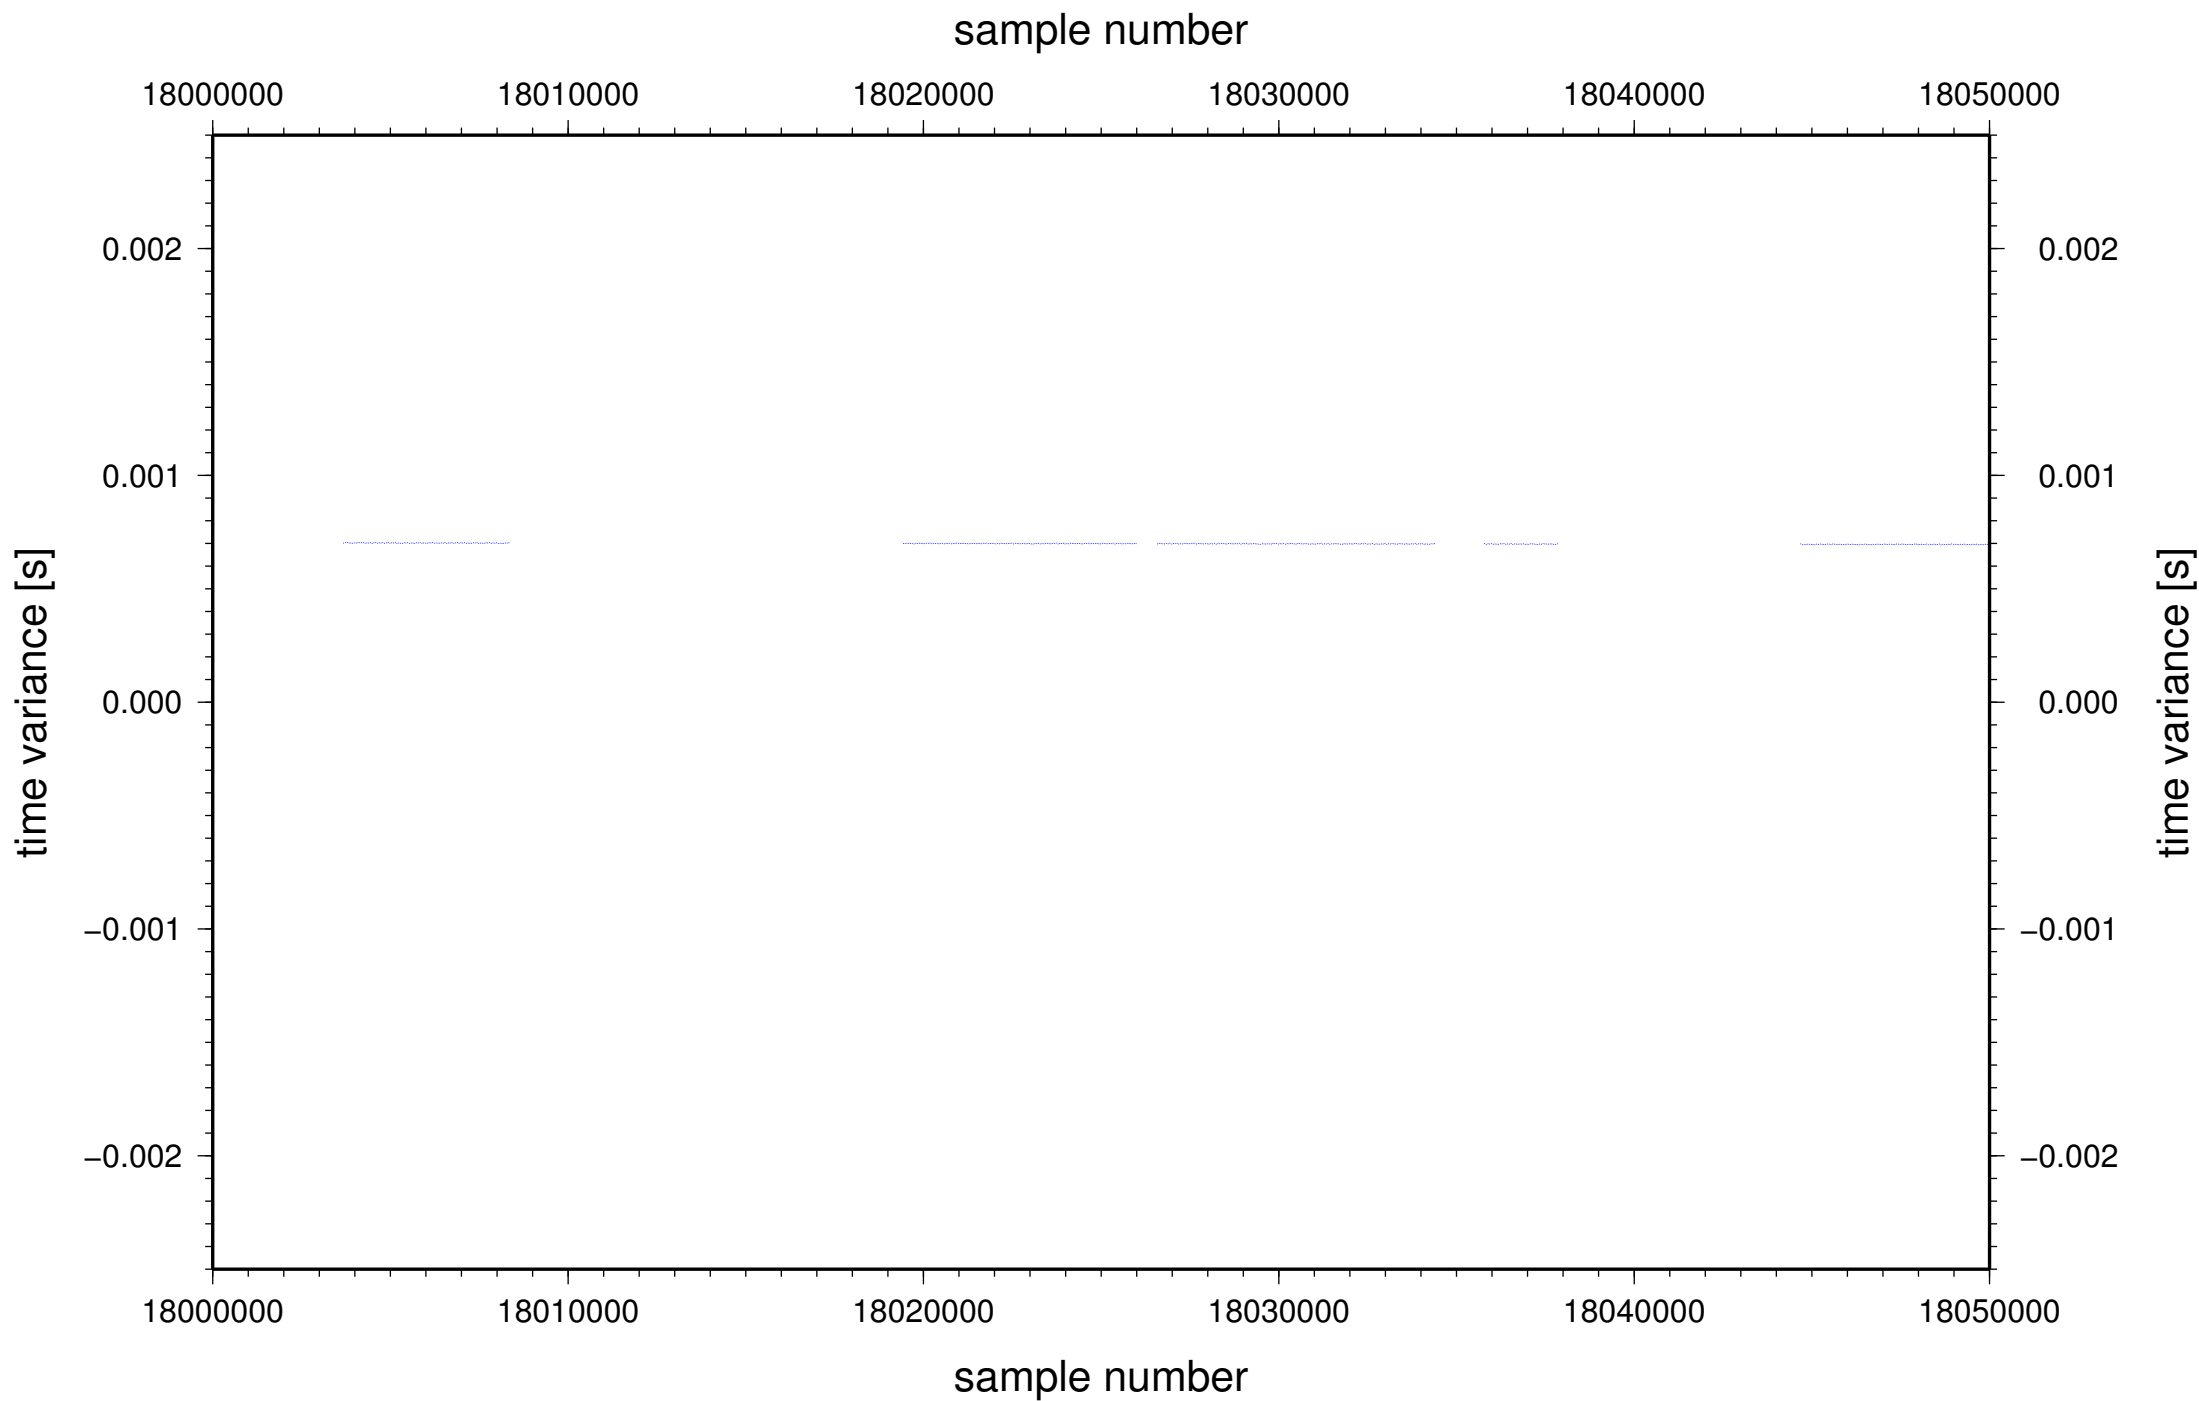 sample number
18000000 18010000 18020000 18030000 18040000 18050000
0.002 0.002
0.001 0.001
0.000 0.000
−0.001 −0.001
−0.002 −0.002
time variance [s]
time variance [s]
18000000 18010000 18020000 18030000 18040000 18050000
sample number